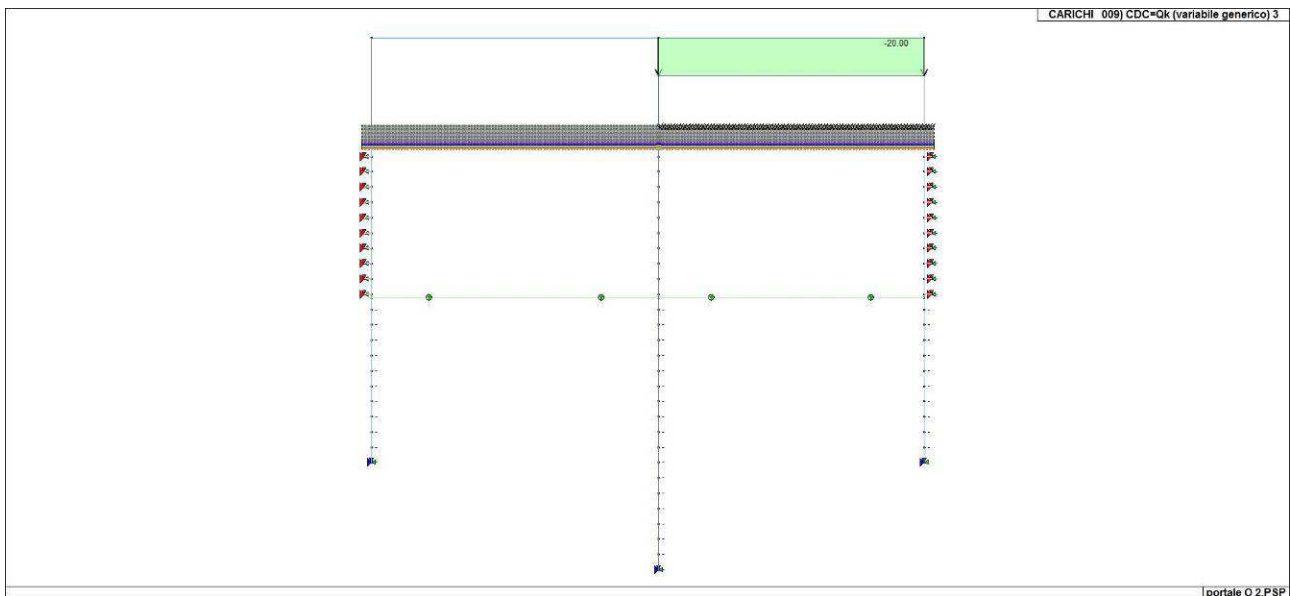 CARICHI 009) CDC=Qk (variabile generico) 3
-20.00
portale O 2.PSP